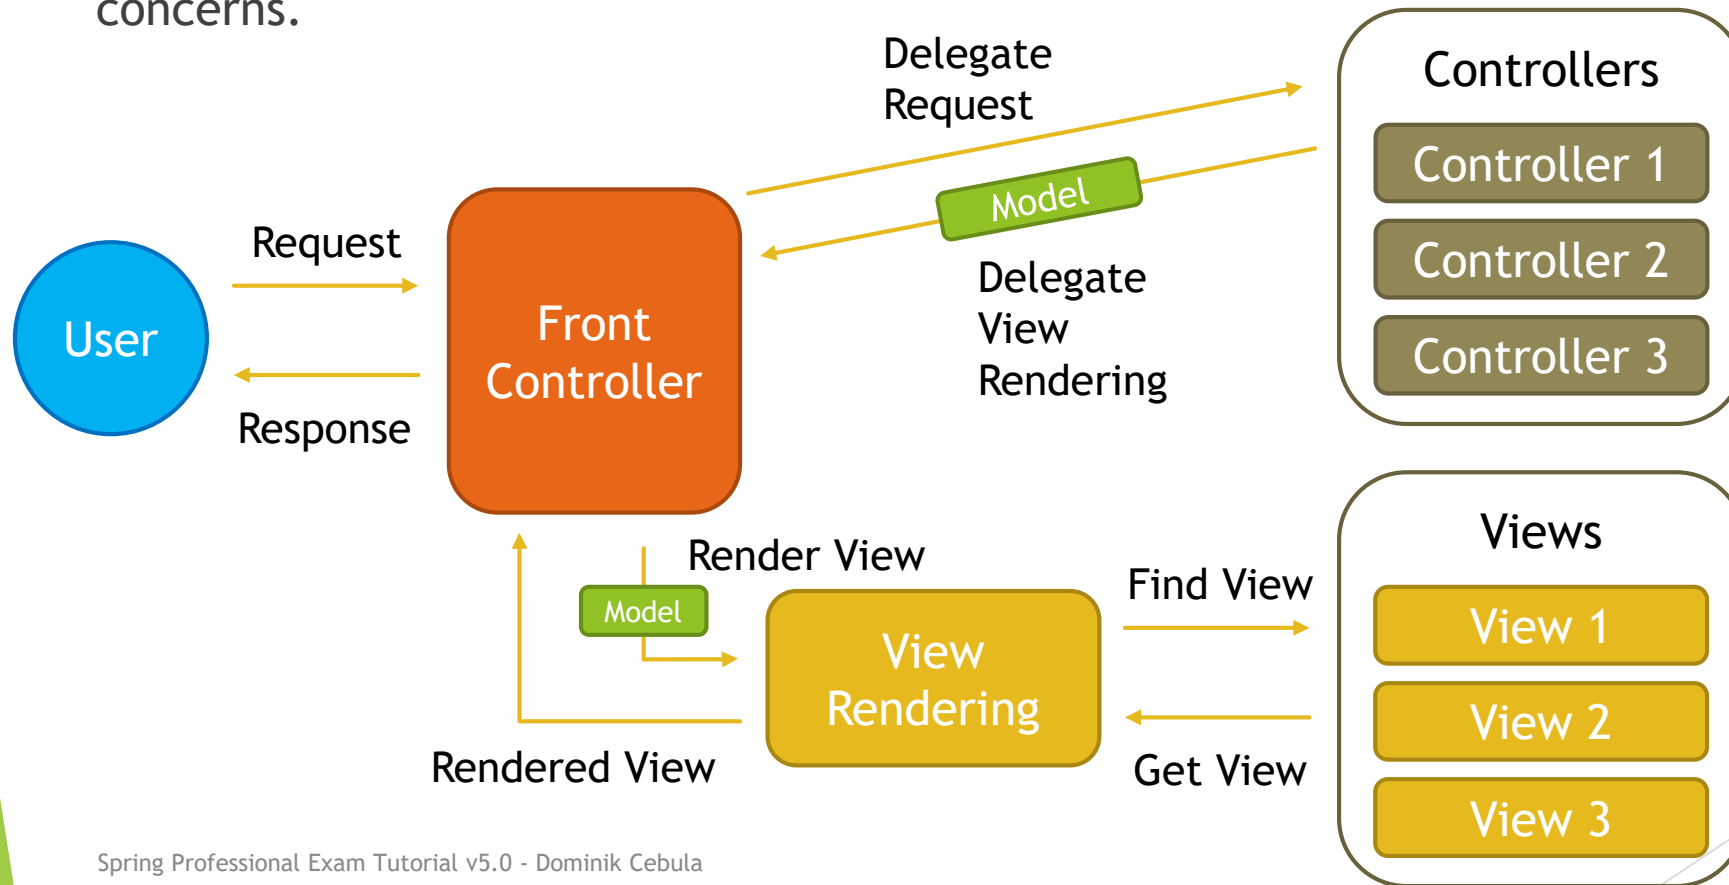 concerns.
Delegate
Request
Controllers
Controller 1
Model
Request
Controller 2
Delegate
View
Rendering
User
Front
Controller
Controller 3
Response
Views
Render View
Find View
Model
View 1
View
Rendering
View 2
Rendered View
Get View
View 3
Spring Professional Exam Tutorial v5.0 - Dominik Cebula